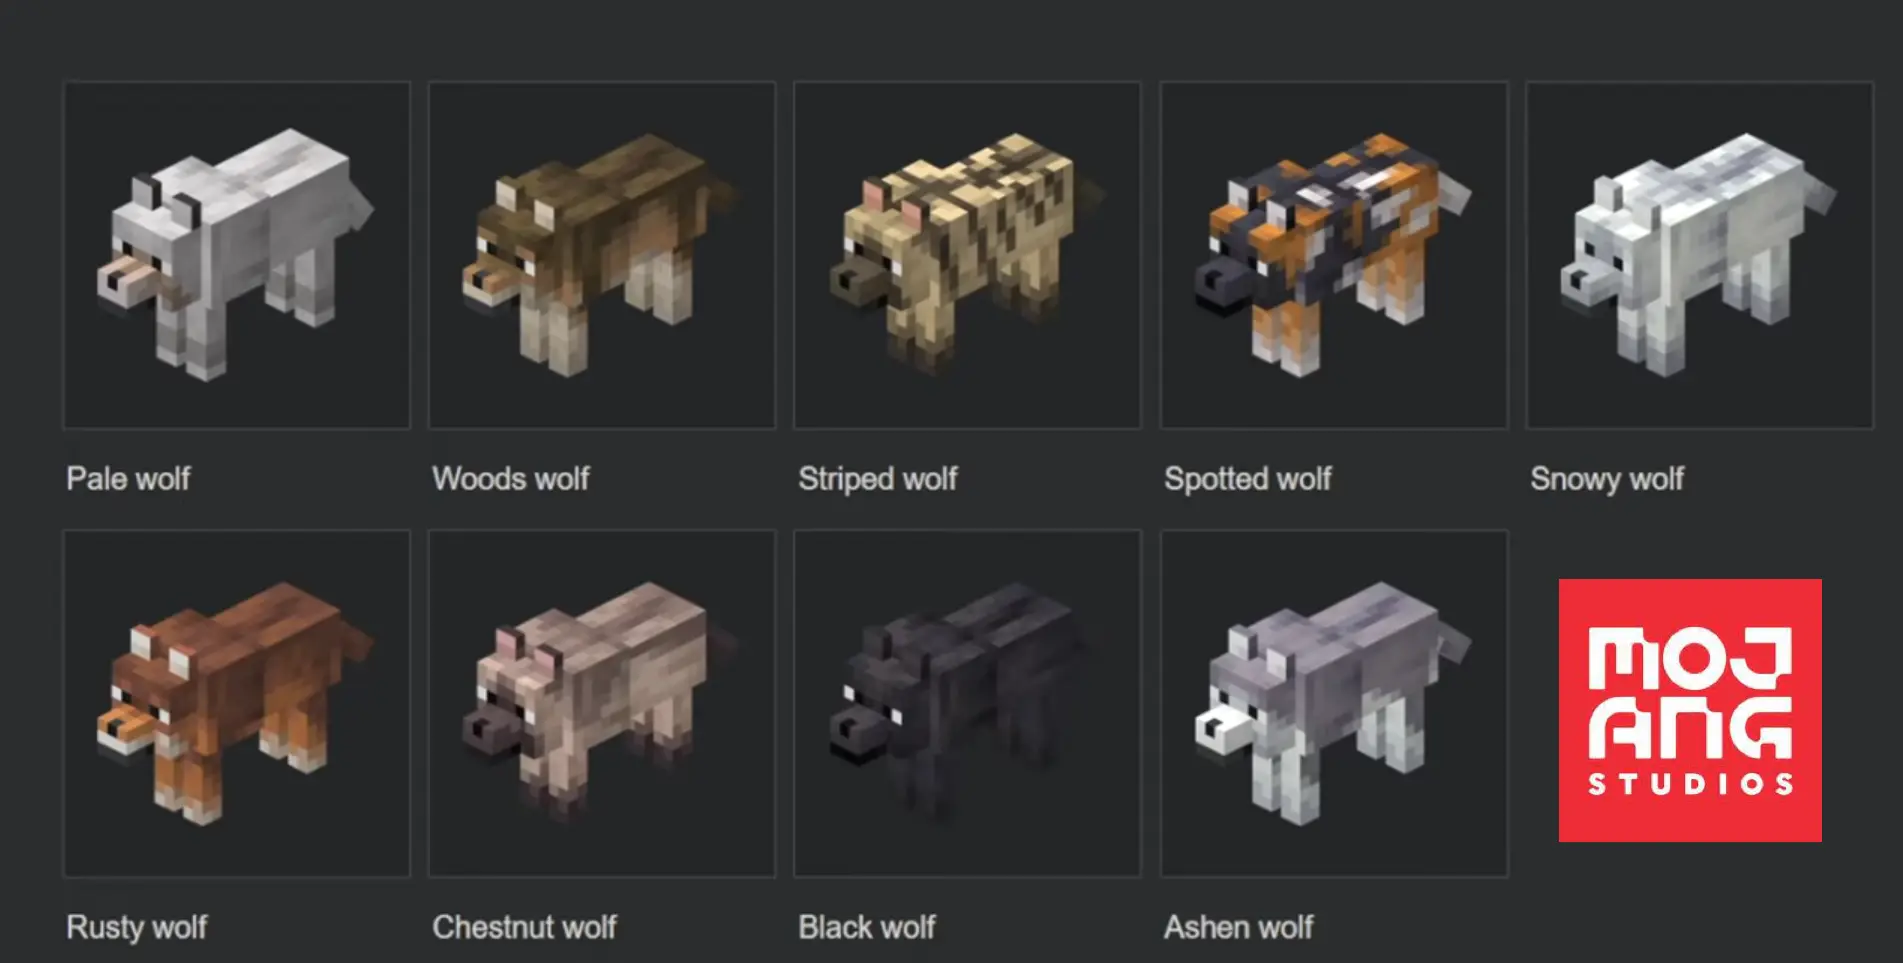 Pale wolf
Woods wolf
Striped wolf
Spotted wolf
Snowy wolf
Rusty wolf
Chestnut wolf
Black wolf
Ashen wolf
MOJ
ANG
STUDIOS